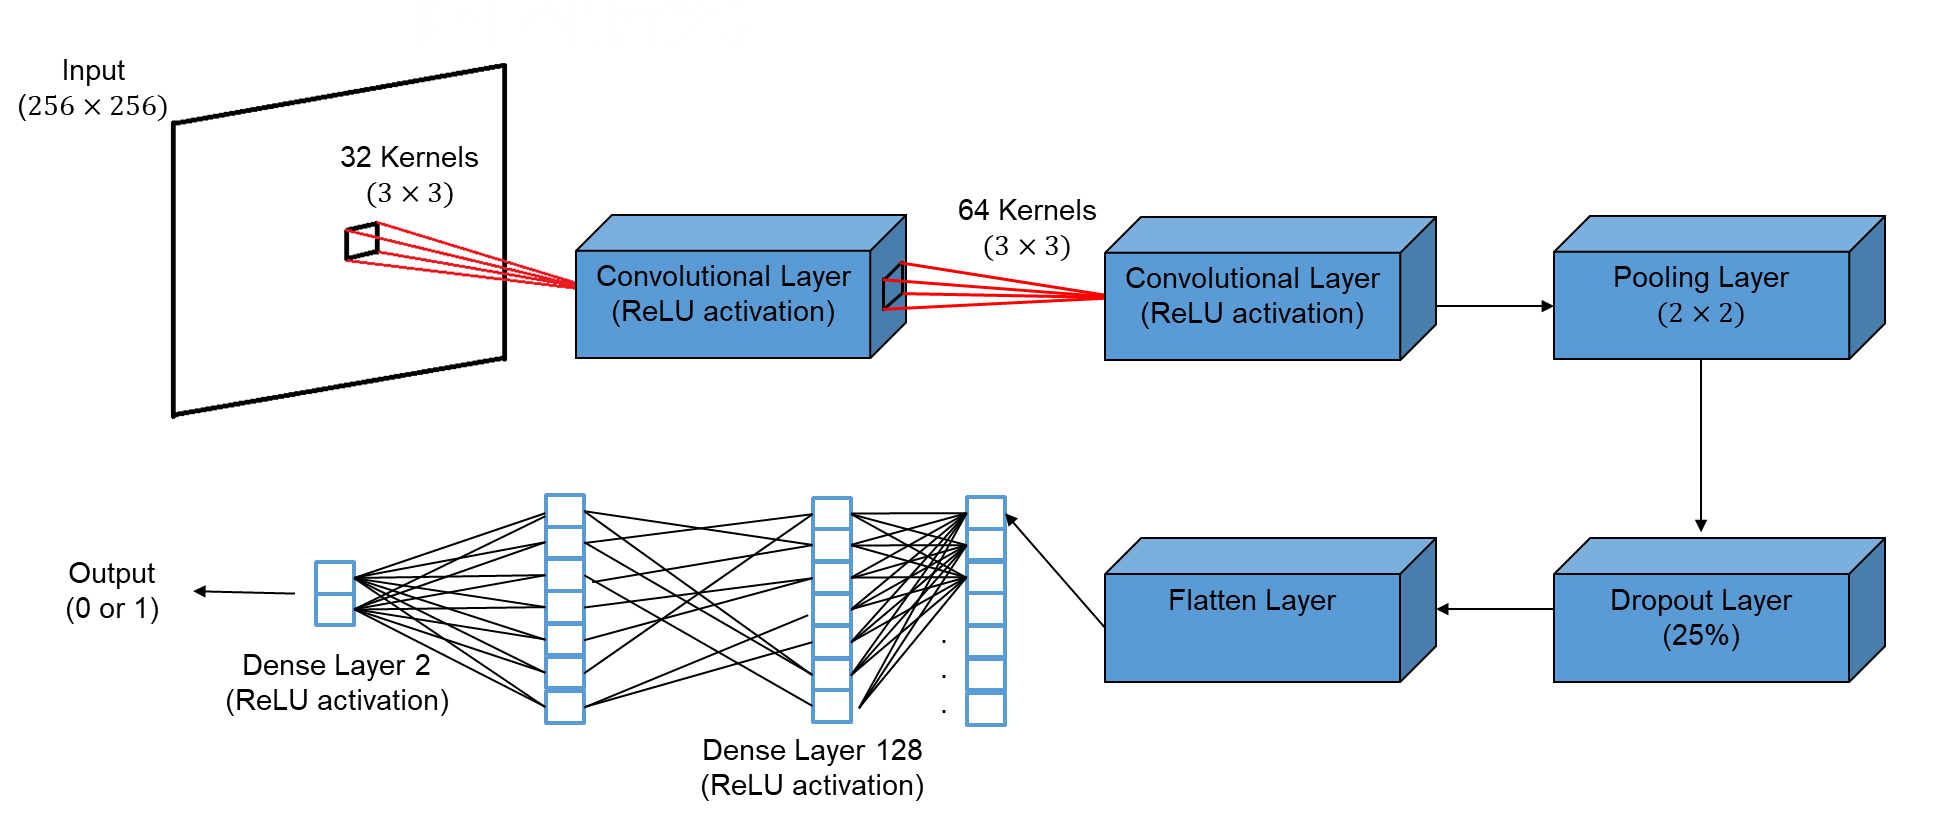 Input
(256 × 256)
32 Kernels
(3 × 3)
Convolutional Layer
(ReLU activation)
64 Kernels
(3 × 3)
Convolutional Layer
(ReLU activation)
Pooling Layer
(2 × 2)
Dropout Layer
(25%)
Flatten Layer
.
.
.
Dense Layer 128
(ReLU activation)
Dense Layer 2
(ReLU activation)
Output
(0 or 1)